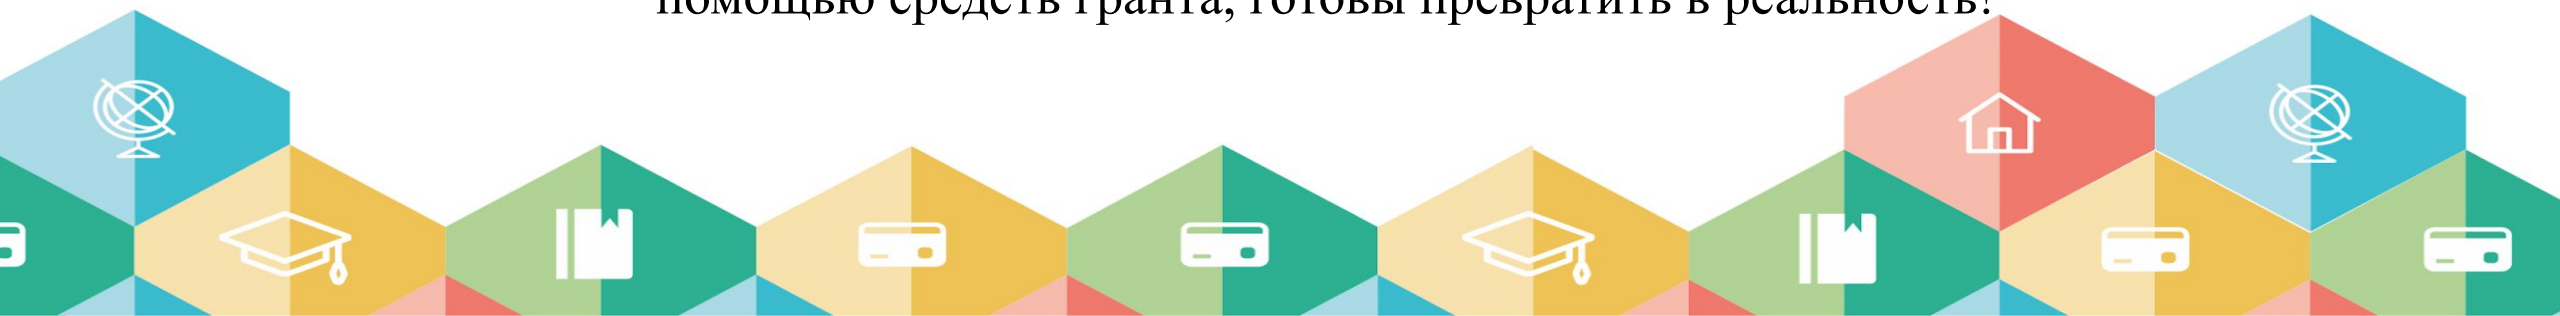 помощью средств гранта, готовы превратить в реальность!